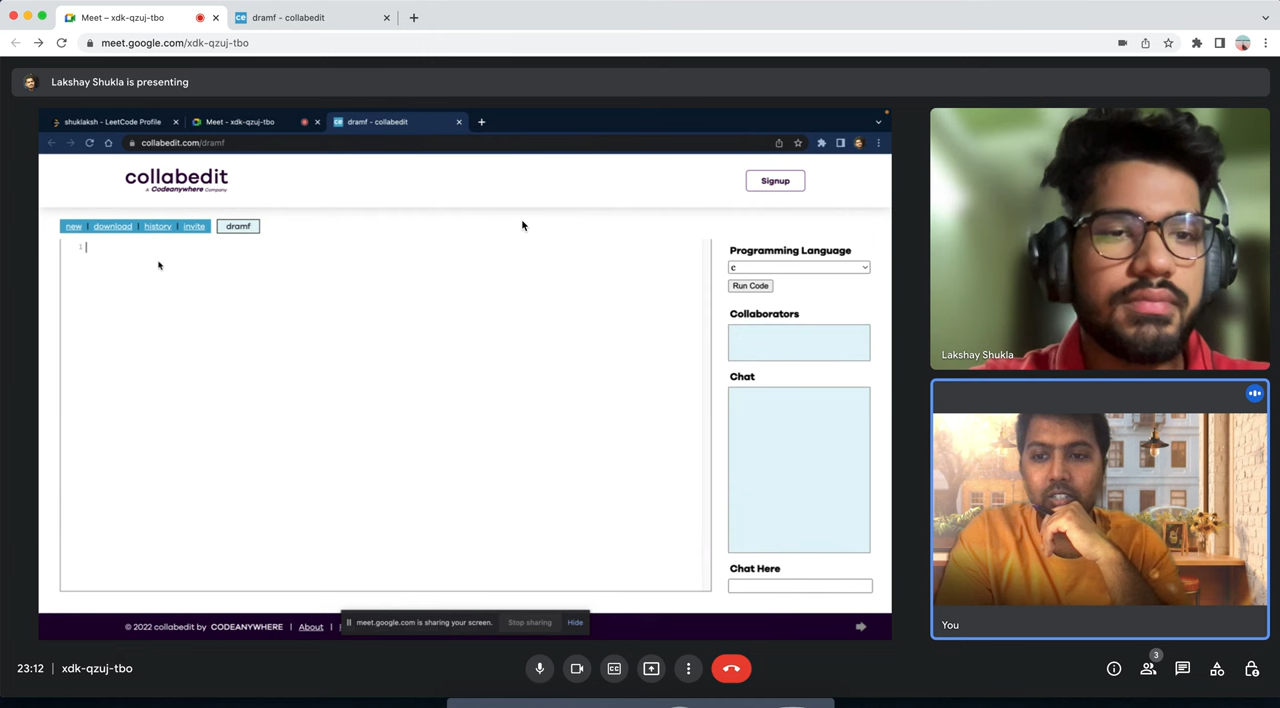 Meet – xdk-qzuj-tbo
ce dramf - collabedit
meet.google.com/xdk-qzuj-tbo
Lakshay Shukla is presenting
shuklaksh - LeetCode Profile
Meet - xdk-qzuj-tbo
ce dramf - collabedit
collabedit.com/dramf
collabedit
A Codeanywhere Company
Signup
new | download | history | invite
dramf
1
Programming Language
c
Run Code
Collaborators
Chat
Chat Here
Lakshay Shukla
You
© 2022 collabedit by CODEANYWHERE | About |
meet.google.com is sharing your screen.
Stop sharing
Hide
23:12 | xdk-qzuj-tbo
3